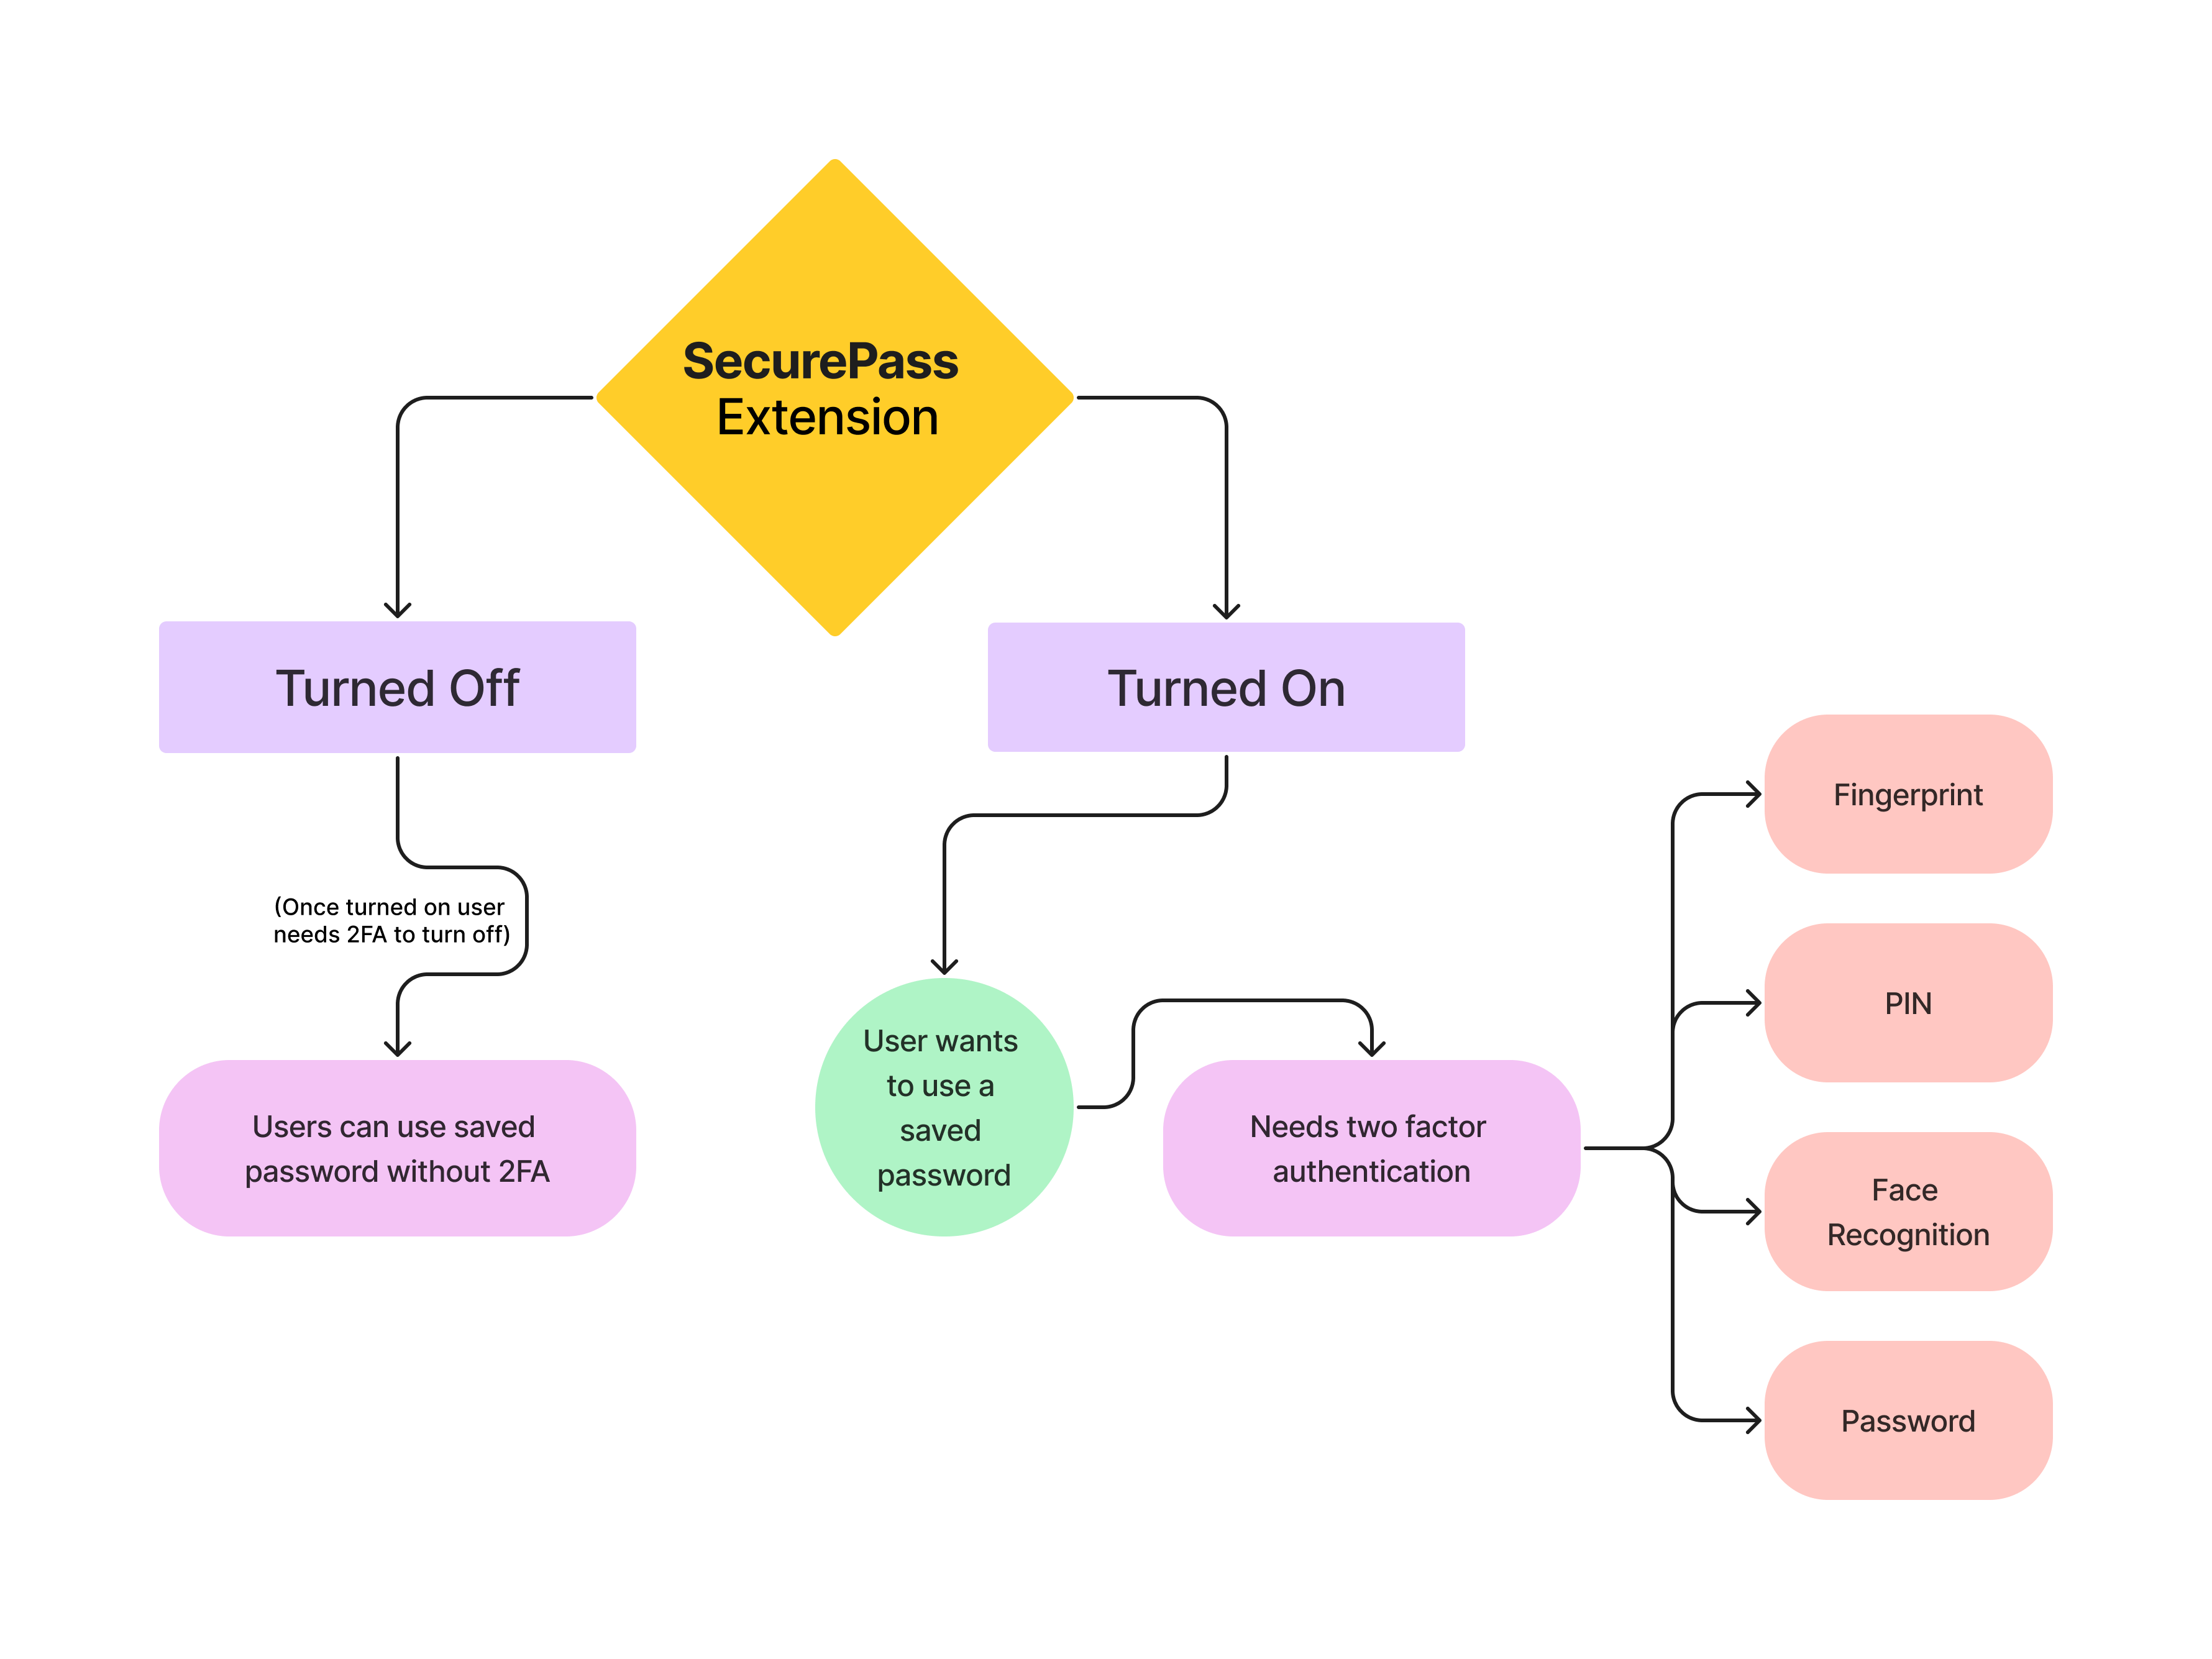 SecurePass
Extension
Turned Off
Turned On
(Once turned on user
needs 2FA to turn off)
Users can use saved
password without 2FA
User wants
to use a
saved
password
Needs two factor
authentication
Fingerprint
PIN
Face
Recognition
Password